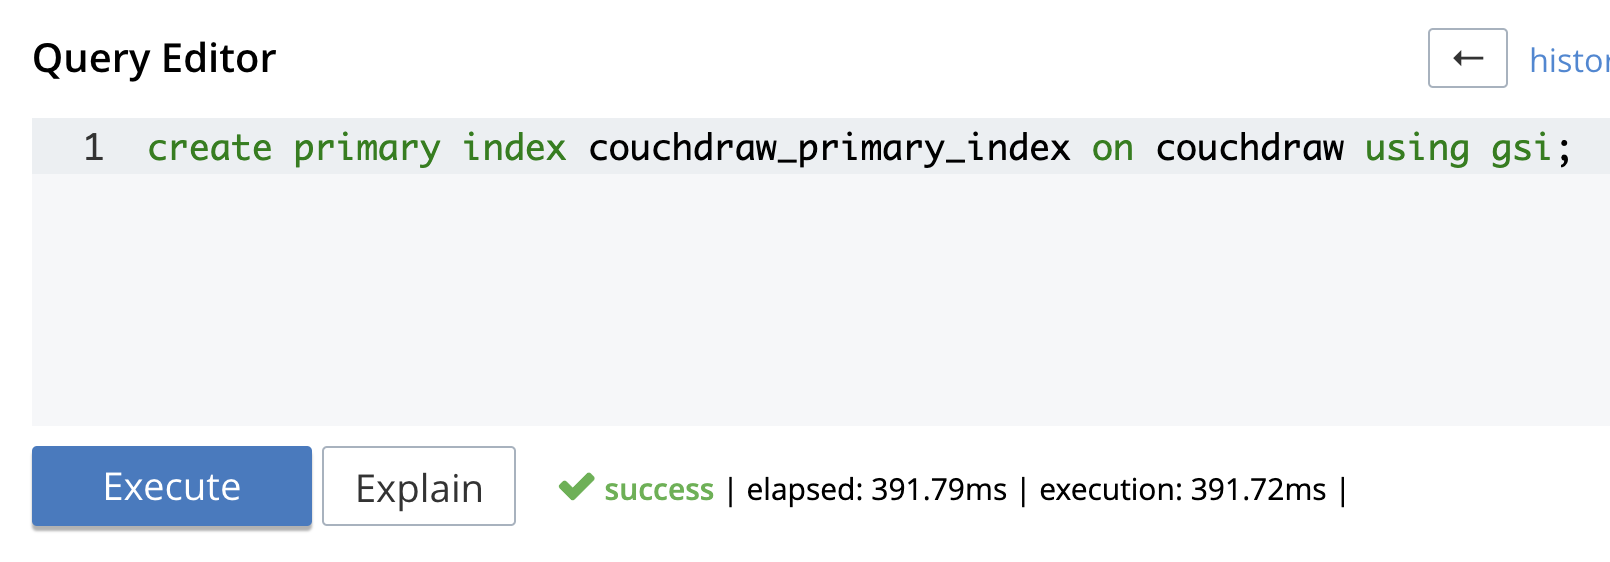 Query Editor
← histor
1 create primary index couchdraw_primary_index on couchdraw using gsi;
Execute Explain ✔ success | elapsed: 391.79ms | execution: 391.72ms |